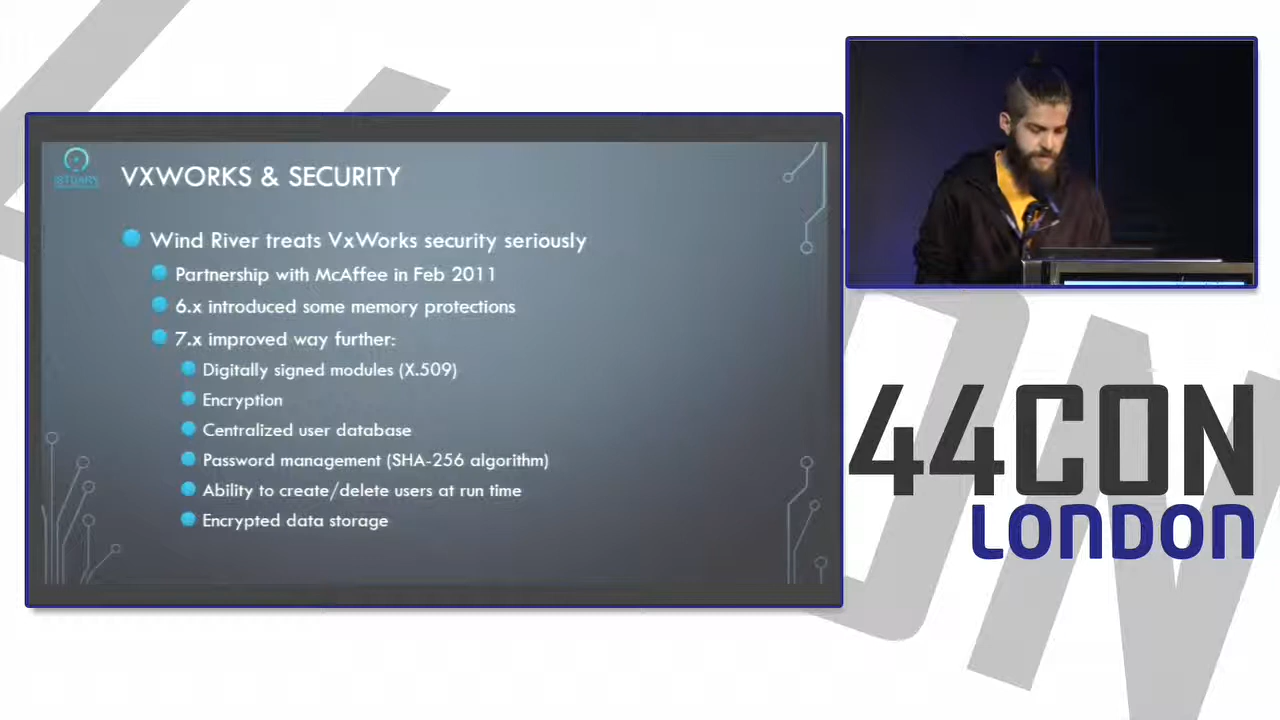 ISTUARY
VXWORKS & SECURITY
Wind River treats VxWorks security seriously
Partnership with McAffee in Feb 2011
6.x introduced some memory protections
7.x improved way further:
Digitally signed modules (X.509)
Encryption
Centralized user database
Password management (SHA-256 algorithm)
Ability to create/delete users at run time
Encrypted data storage
44CON
LONDON